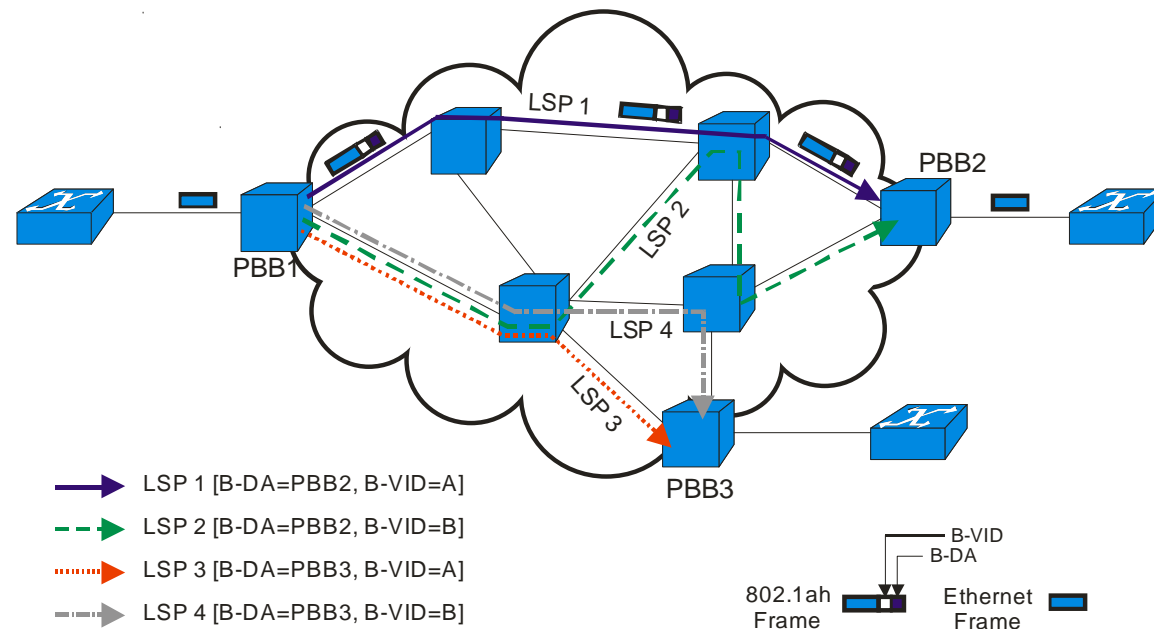 LSP 1
PBB2
LSP 2
PBB1
LSP 4
LSP 3
PBB3
LSP 1 [B-DA=PBB2, B-VID=A]
LSP 2 [B-DA=PBB2, B-VID=B]
LSP 3 [B-DA=PBB3, B-VID=A]
LSP 4 [B-DA=PBB3, B-VID=B]
B-VID
B-DA
802.1ah
Frame
Ethernet
Frame